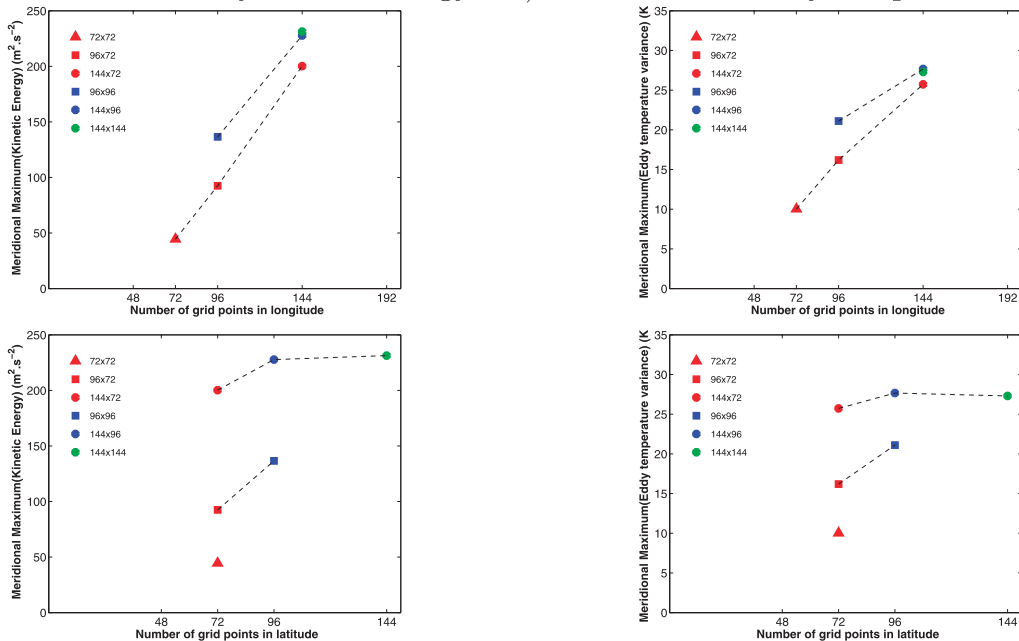 250
200
150
100
50
0
Meridional Maximum(Kinetic Energy) (m².s⁻²)
72x72
96x72
144x72
96x96
144x96
144x144
48 72 96 144 192
Number of grid points in longitude
35
30
25
20
15
10
5
0
Meridional Maximum(Eddy temperature variance) (K
72x72
96x72
144x72
96x96
144x96
144x144
48 72 96 144 192
Number of grid points in longitude
250
200
150
100
50
0
Meridional Maximum(Kinetic Energy) (m².s⁻²)
72x72
96x72
144x72
96x96
144x96
144x144
48 72 96 144
Number of grid points in latitude
35
30
25
20
15
10
5
0
Meridional Maximum(Eddy temperature variance) (K
72x72
96x72
144x72
96x96
144x96
144x144
48 72 96 144
Number of grid points in latitude